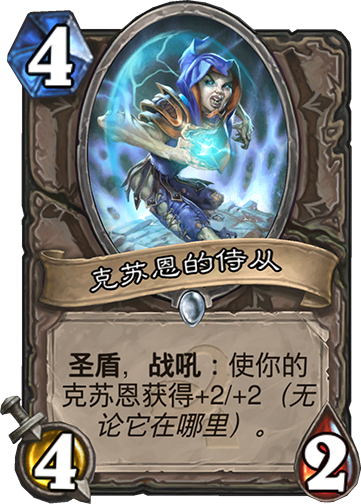 4
克苏恩的侍从
圣盾，战吼：使你的
克苏恩获得+2/+2（无
论它在哪里）。
4
2